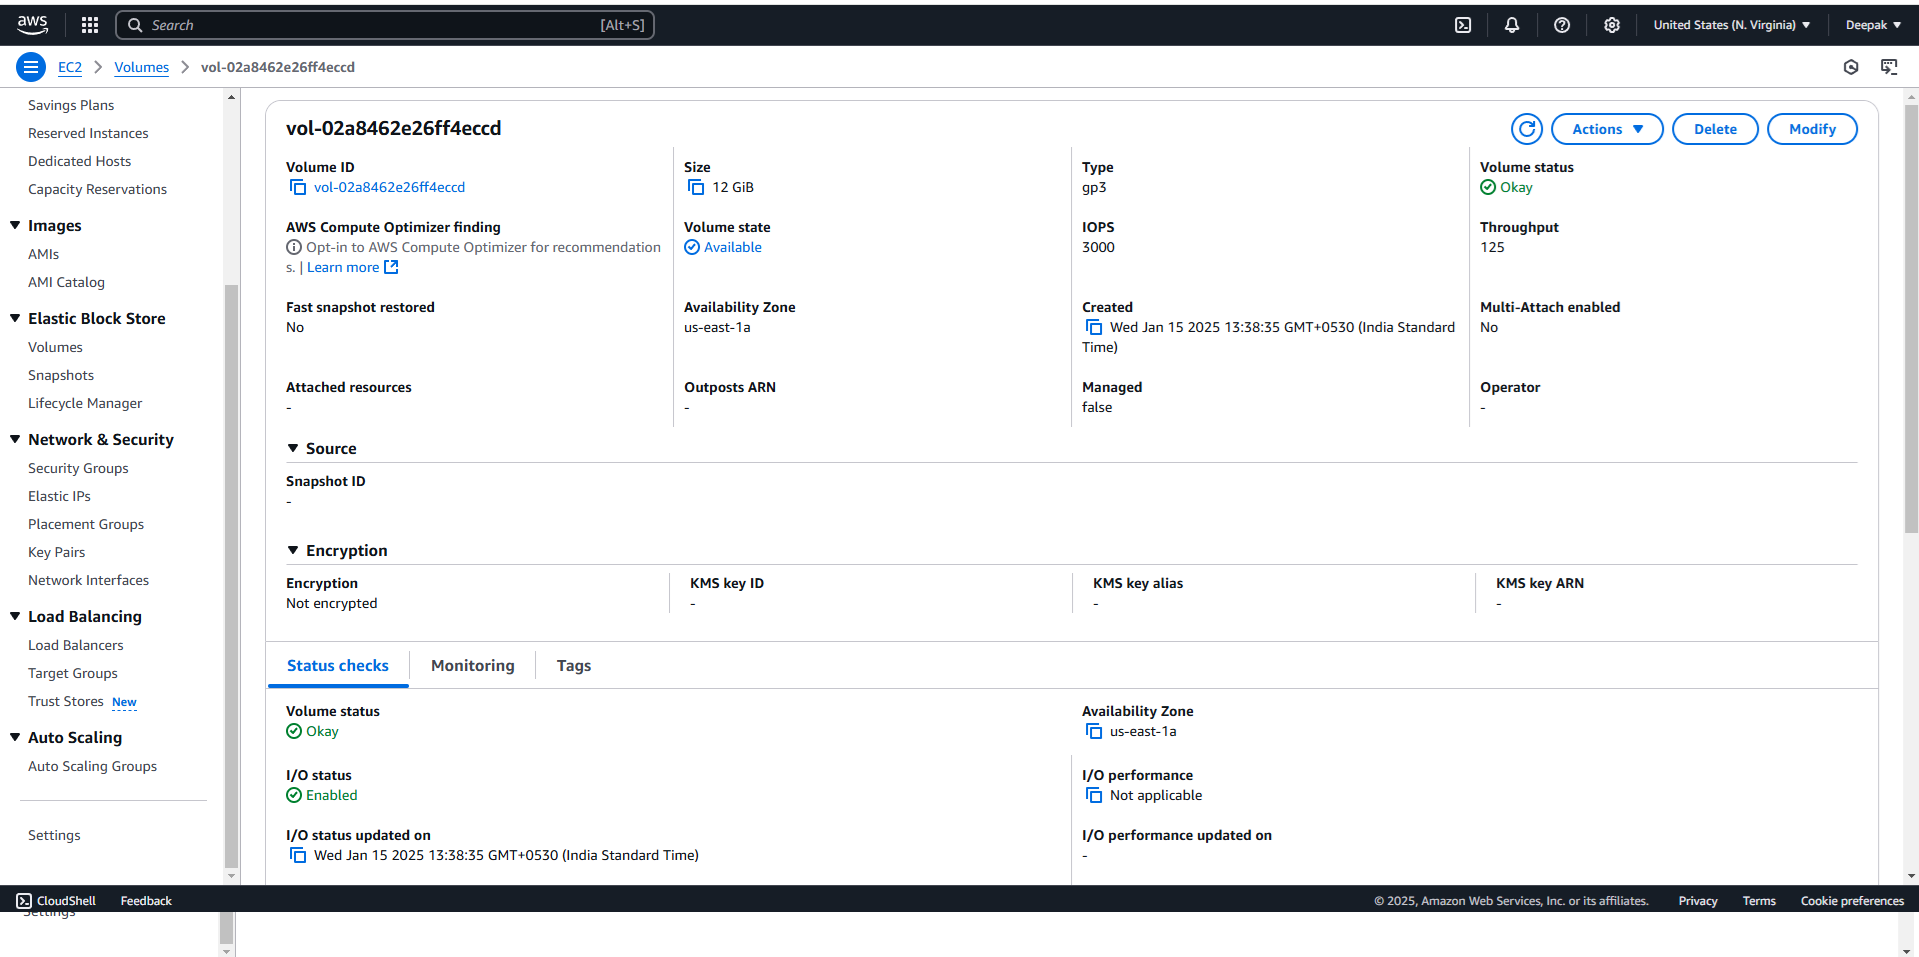 aws
Search [Alt+S]
United States (N. Virginia)
Deepak
EC2
Volumes
vol-02a8462e26ff4eccd
Savings Plans
Reserved Instances
Dedicated Hosts
Capacity Reservations
Images
AMIs
AMI Catalog
Elastic Block Store
Volumes
Snapshots
Lifecycle Manager
Network & Security
Security Groups
Elastic IPs
Placement Groups
Key Pairs
Network Interfaces
Load Balancing
Load Balancers
Target Groups
Trust Stores New
Auto Scaling
Auto Scaling Groups
Settings
vol-02a8462e26ff4eccd
Actions
Delete
Modify
Volume ID
vol-02a8462e26ff4eccd
Size
12 GiB
Type
gp3
Volume status
Okay
AWS Compute Optimizer finding
Opt-in to AWS Compute Optimizer for recommendation
s. | Learn more
Volume state
Available
IOPS
3000
Throughput
125
Fast snapshot restored
No
Availability Zone
us-east-1a
Created
Wed Jan 15 2025 13:38:35 GMT+0530 (India Standard
Time)
Multi-Attach enabled
No
Attached resources
-
Outposts ARN
-
Managed
false
Operator
-
Source
Snapshot ID
-
Encryption
Encryption
Not encrypted
KMS key ID
-
KMS key alias
-
KMS key ARN
-
Status checks
Monitoring
Tags
Volume status
Okay
Availability Zone
us-east-1a
I/O status
Enabled
I/O performance
Not applicable
I/O status updated on
Wed Jan 15 2025 13:38:35 GMT+0530 (India Standard Time)
I/O performance updated on
-
CloudShell
Feedback
© 2025, Amazon Web Services, Inc. or its affiliates.
Privacy
Terms
Cookie preferences
Settings